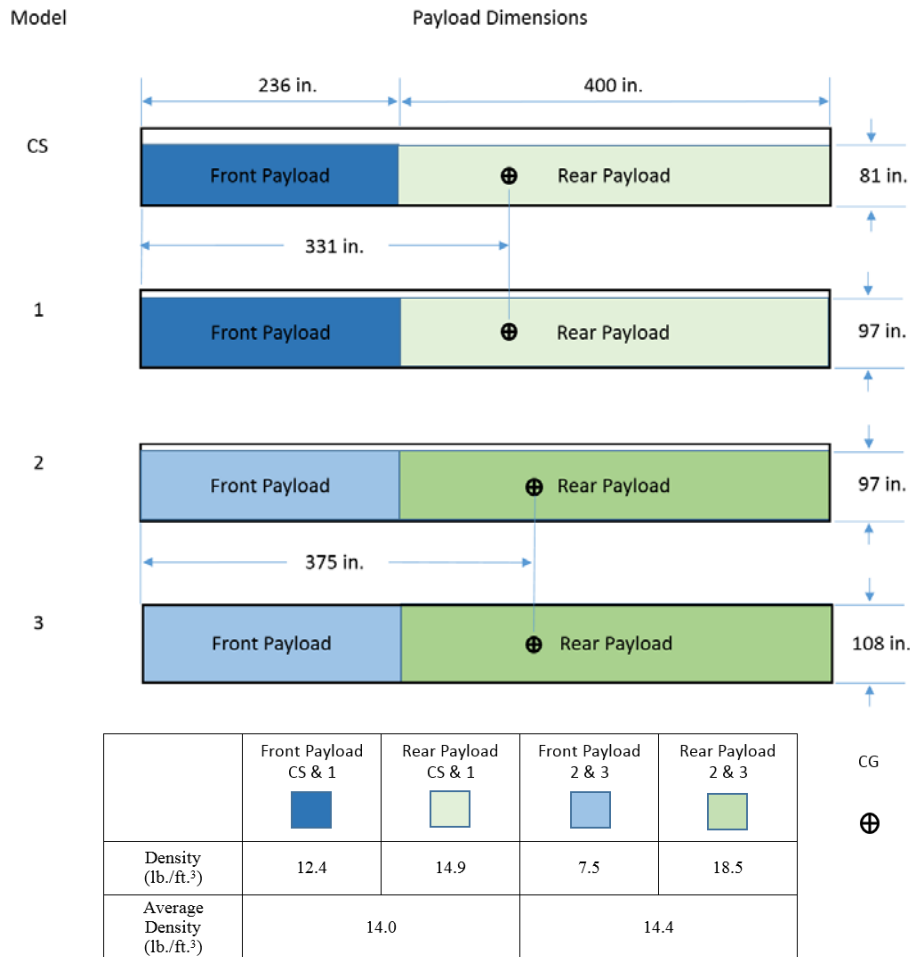 Model
Payload Dimensions
236 in.
400 in.
CS
Front Payload
Rear Payload
81 in.
331 in.
1
Front Payload
Rear Payload
97 in.
2
Front Payload
Rear Payload
97 in.
375 in.
3
Front Payload
Rear Payload
108 in.
Front Payload
CS & 1
Rear Payload
CS & 1
Front Payload
2 & 3
Rear Payload
2 & 3
CG
Density
(lb./ft.³)
12.4
14.9
7.5
18.5
Average
Density
(lb./ft.³)
14.0
14.4